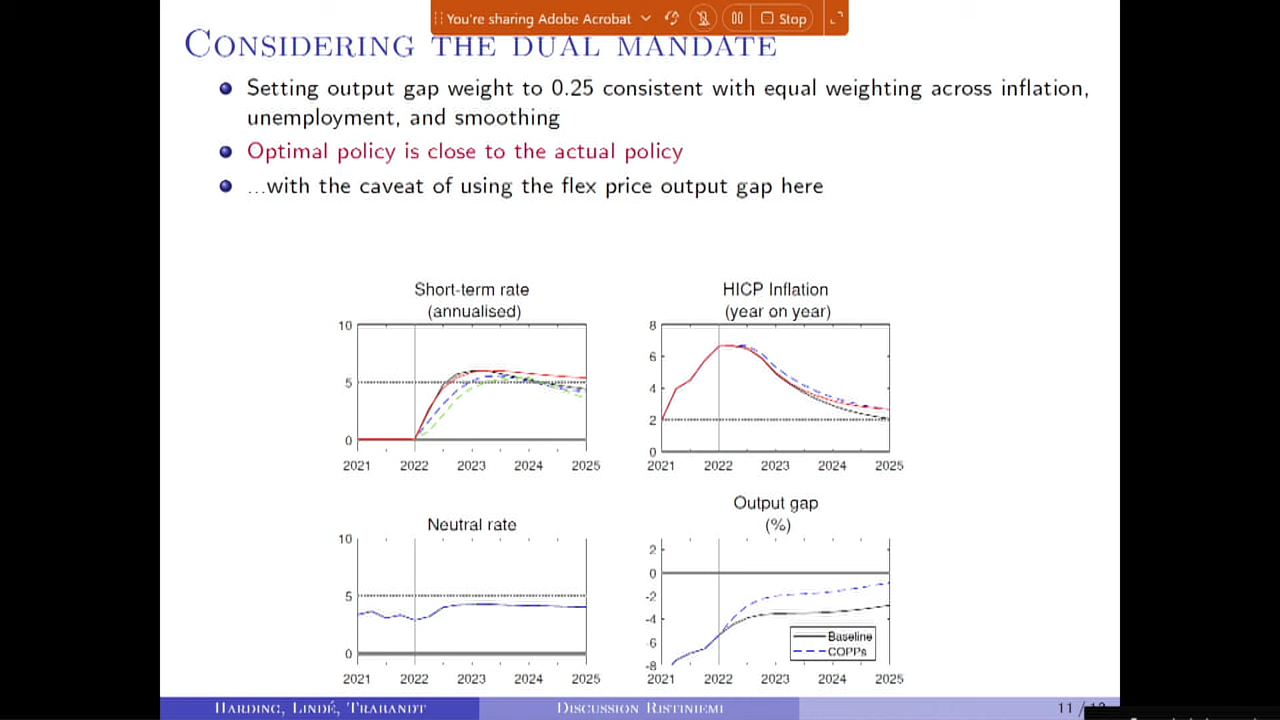 You're sharing Adobe Acrobat
Stop
Considering the dual mandate
Setting output gap weight to 0.25 consistent with equal weighting across inflation,
unemployment, and smoothing
Optimal policy is close to the actual policy
...with the caveat of using the flex price output gap here
Short-term rate
(annualised)
10
5
0
2021 2022 2023 2024 2025
HICP Inflation
(year on year)
8
6
4
2
0
2021 2022 2023 2024 2025
Neutral rate
10
5
0
2021 2022 2023 2024 2025
Output gap
(%)
2
0
-2
-4
-6
-8
Baseline
COPPs
2021 2022 2023 2024 2025
Harding, Lindé, Trabandt
Discussion Ristiniemi
11 /